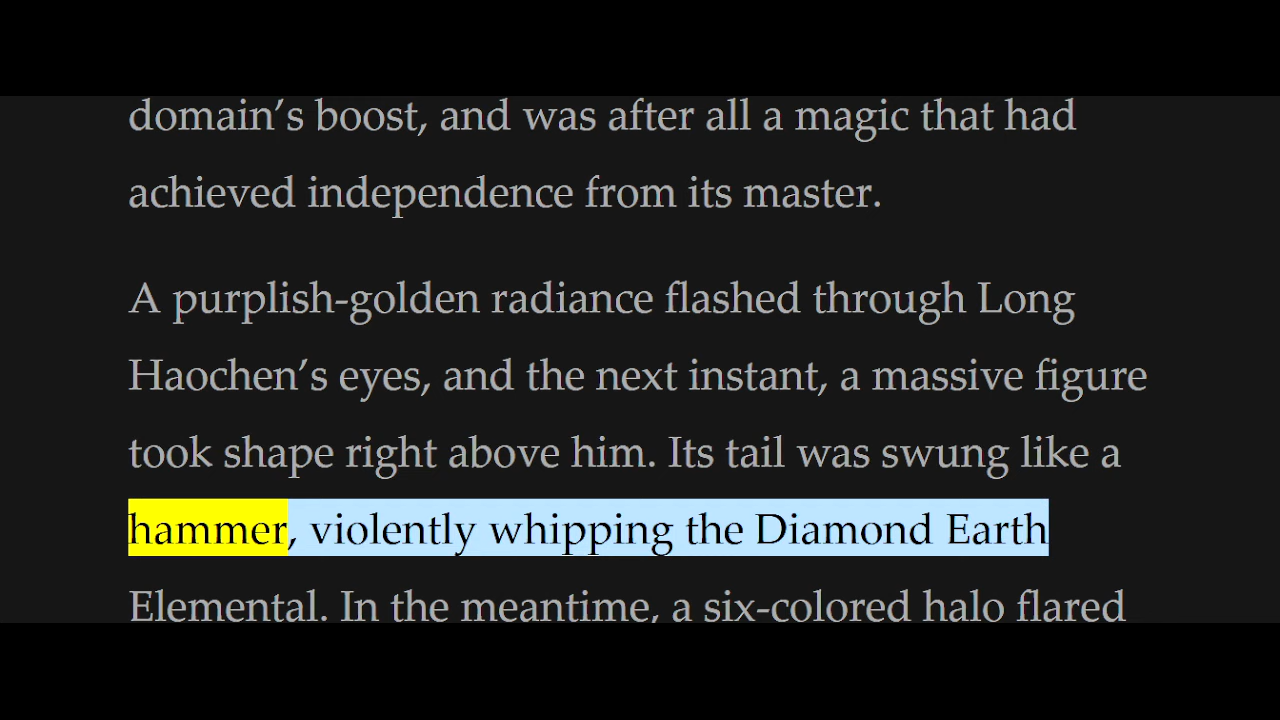 domain’s boost, and was after all a magic that had
achieved independence from its master.
A purplish-golden radiance flashed through Long
Haochen’s eyes, and the next instant, a massive figure
took shape right above him. Its tail was swung like a
hammer, violently whipping the Diamond Earth
Elemental. In the meantime, a six-colored halo flared